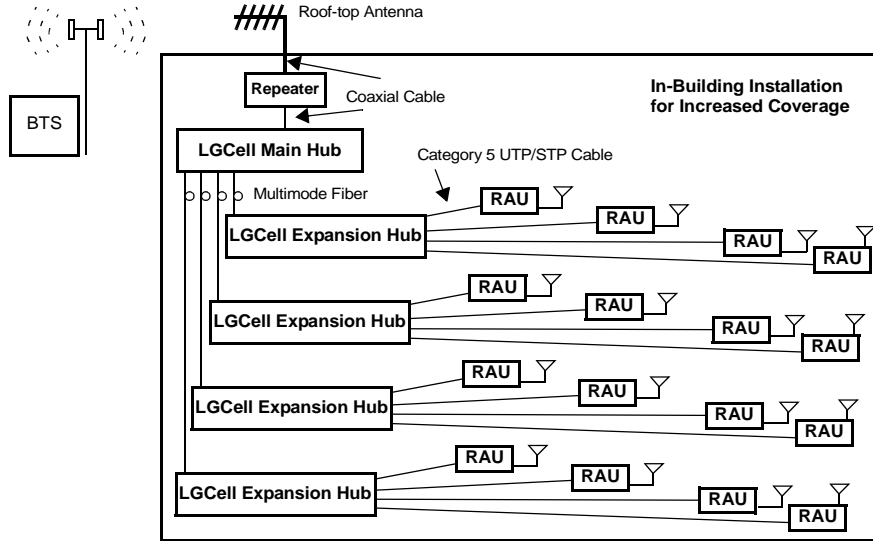 Roof-top Antenna
Repeater
Coaxial Cable
In-Building Installation
for Increased Coverage
BTS
LGCell Main Hub
Category 5 UTP/STP Cable
Multimode Fiber
RAU
RAU
RAU
RAU
LGCell Expansion Hub
RAU
RAU
RAU
RAU
LGCell Expansion Hub
RAU
RAU
RAU
RAU
LGCell Expansion Hub
RAU
RAU
RAU
RAU
LGCell Expansion Hub